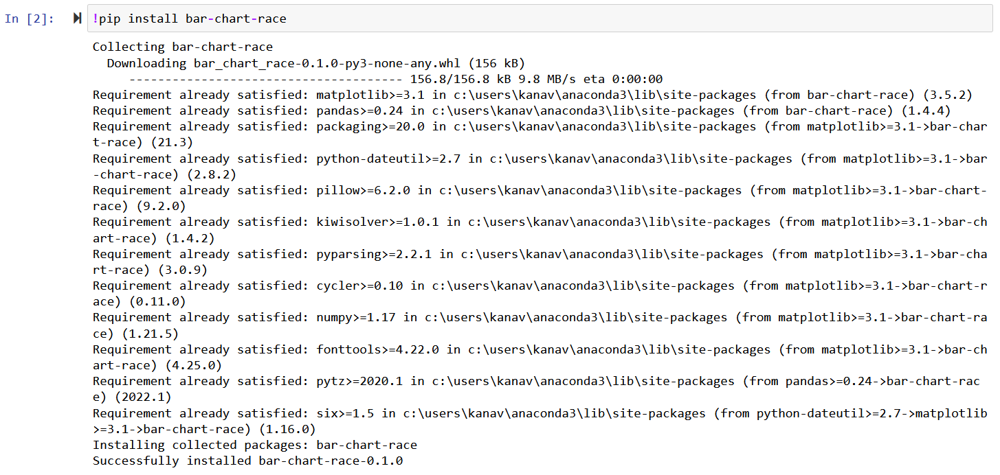 In [2]: !pip install bar-chart-race
Collecting bar-chart-race
  Downloading bar_chart_race-0.1.0-py3-none-any.whl (156 kB)
     -------------------------------------- 156.8/156.8 kB 9.8 MB/s eta 0:00:00
Requirement already satisfied: matplotlib>=3.1 in c:\users\kanav\anaconda3\lib\site-packages (from bar-chart-race) (3.5.2)
Requirement already satisfied: pandas>=0.24 in c:\users\kanav\anaconda3\lib\site-packages (from bar-chart-race) (1.4.4)
Requirement already satisfied: packaging>=20.0 in c:\users\kanav\anaconda3\lib\site-packages (from matplotlib>=3.1->bar-char
t-race) (21.3)
Requirement already satisfied: python-dateutil>=2.7 in c:\users\kanav\anaconda3\lib\site-packages (from matplotlib>=3.1->bar
-chart-race) (2.8.2)
Requirement already satisfied: pillow>=6.2.0 in c:\users\kanav\anaconda3\lib\site-packages (from matplotlib>=3.1->bar-chart-
race) (9.2.0)
Requirement already satisfied: kiwisolver>=1.0.1 in c:\users\kanav\anaconda3\lib\site-packages (from matplotlib>=3.1->bar-ch
art-race) (1.4.2)
Requirement already satisfied: pyparsing>=2.2.1 in c:\users\kanav\anaconda3\lib\site-packages (from matplotlib>=3.1->bar-cha
rt-race) (3.0.9)
Requirement already satisfied: cycler>=0.10 in c:\users\kanav\anaconda3\lib\site-packages (from matplotlib>=3.1->bar-chart-r
ace) (0.11.0)
Requirement already satisfied: numpy>=1.17 in c:\users\kanav\anaconda3\lib\site-packages (from matplotlib>=3.1->bar-chart-ra
ce) (1.21.5)
Requirement already satisfied: fonttools>=4.22.0 in c:\users\kanav\anaconda3\lib\site-packages (from matplotlib>=3.1->bar-ch
art-race) (4.25.0)
Requirement already satisfied: pytz>=2020.1 in c:\users\kanav\anaconda3\lib\site-packages (from pandas>=0.24->bar-chart-rac
e) (2022.1)
Requirement already satisfied: six>=1.5 in c:\users\kanav\anaconda3\lib\site-packages (from python-dateutil>=2.7->matplotlib
>=3.1->bar-chart-race) (1.16.0)
Installing collected packages: bar-chart-race
Successfully installed bar-chart-race-0.1.0